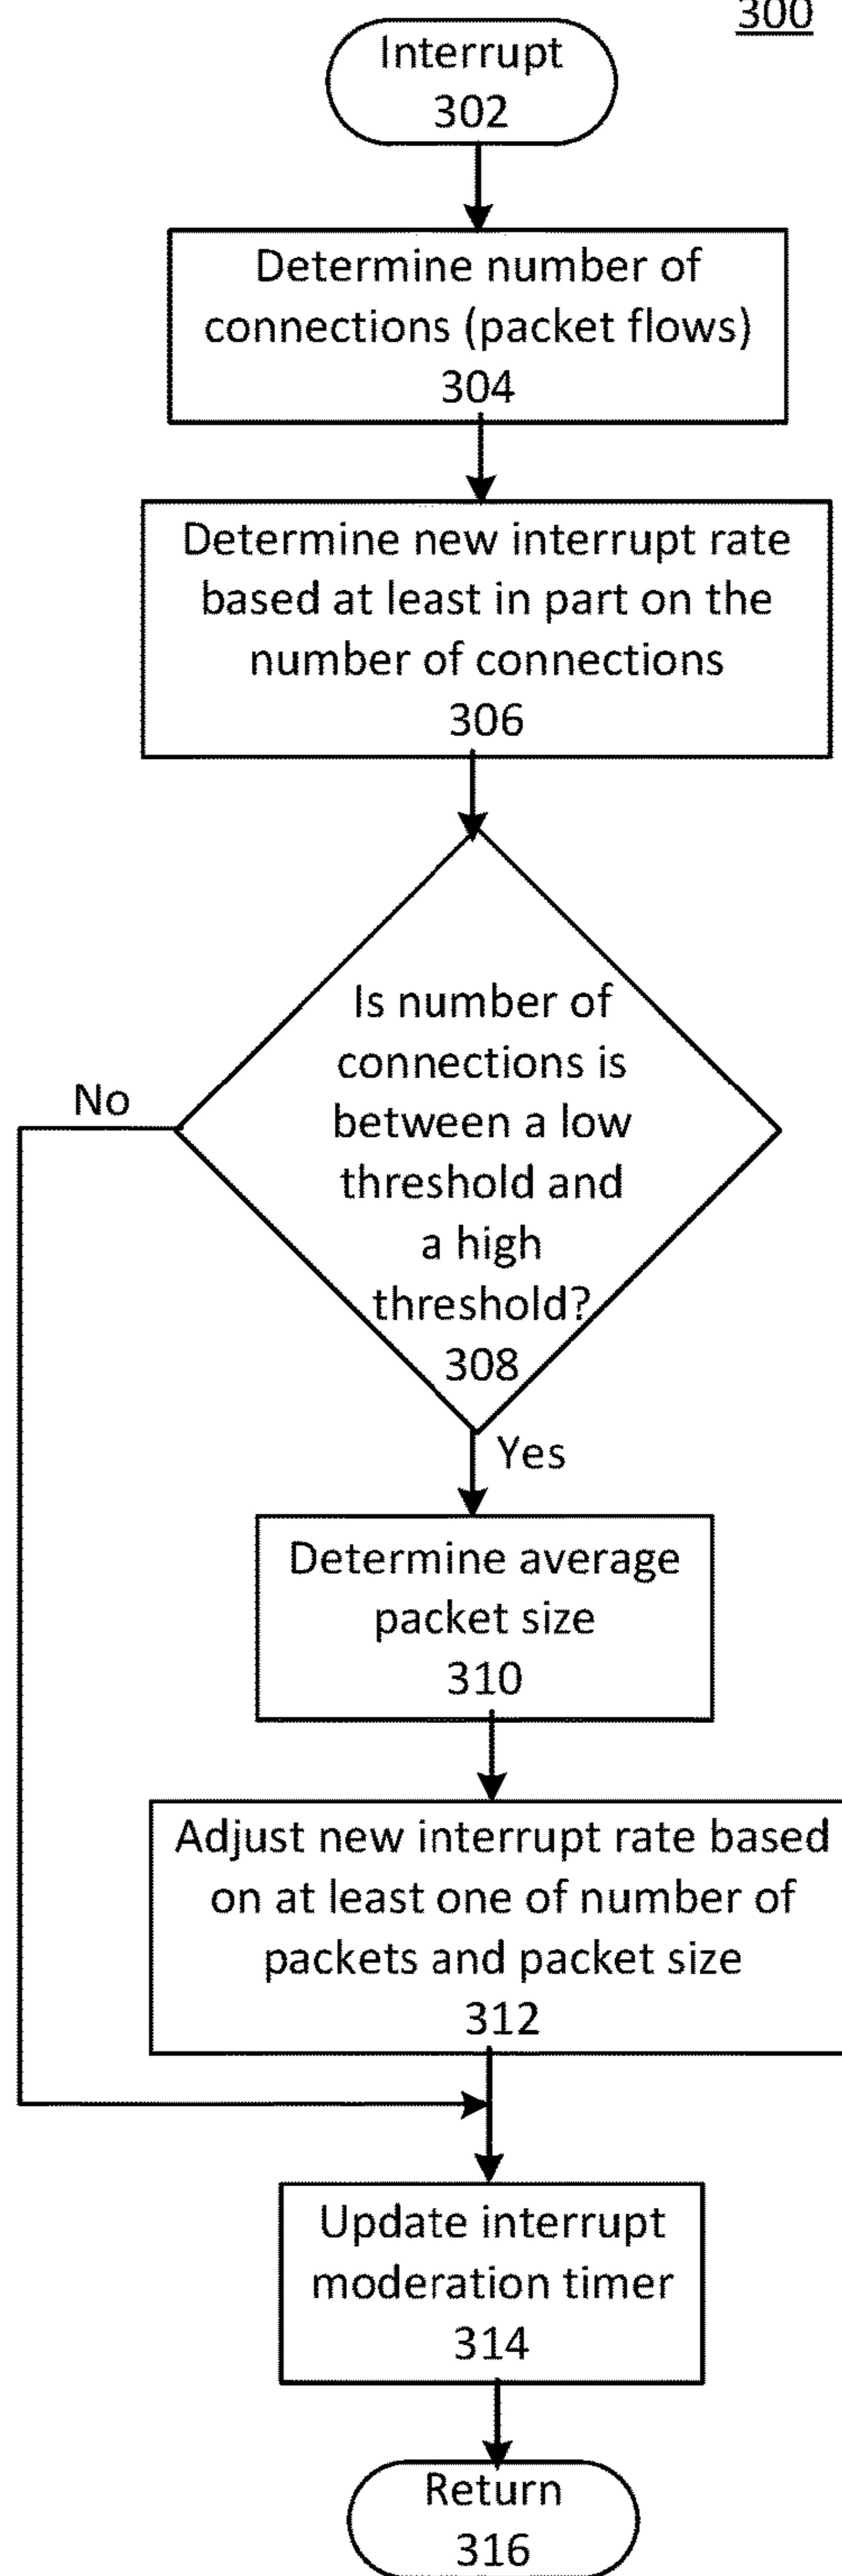 300
Interrupt
302
Determine number of
connections (packet flows)
304
Determine new interrupt rate
based at least in part on the
number of connections
306
Is number of
connections is
between a low
threshold and
a high
threshold?
308
No
Yes
Determine average
packet size
310
Adjust new interrupt rate based
on at least one of number of
packets and packet size
312
Update interrupt
moderation timer
314
Return
316